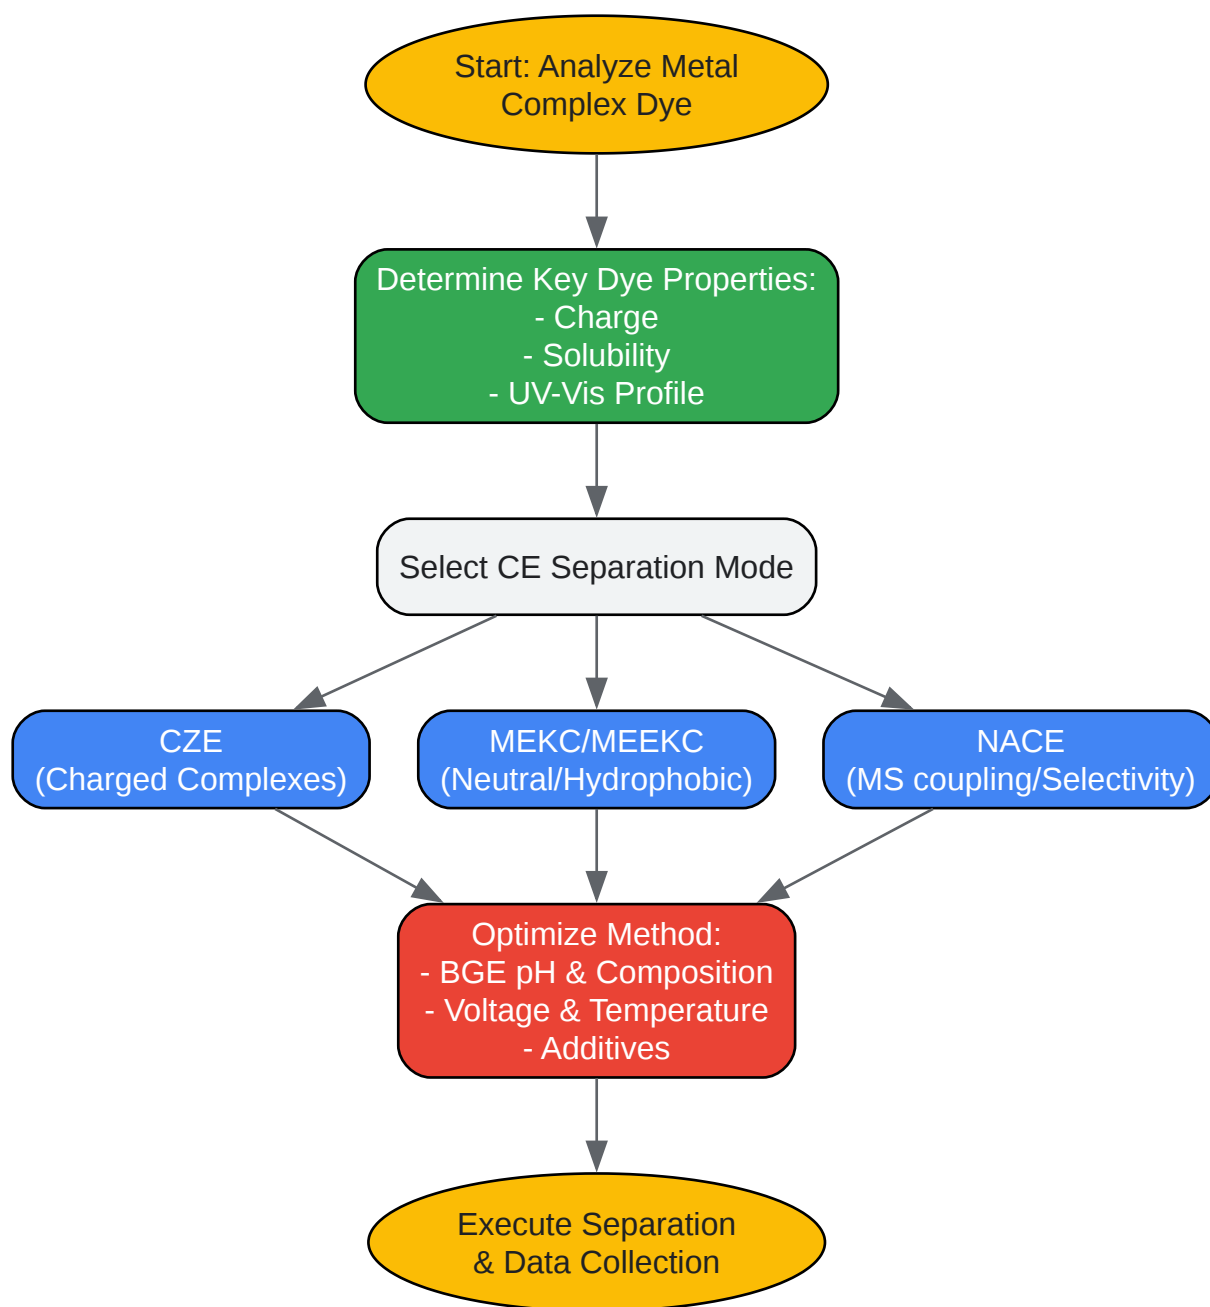 Start: Analyze Metal
Complex Dye
Determine Key Dye Properties:
- Charge
- Solubility
- UV-Vis Profile
Select CE Separation Mode
CZE
(Charged Complexes)
MEKC/MEEKC
(Neutral/Hydrophobic)
NACE
(MS coupling/Selectivity)
Optimize Method:
- BGE pH & Composition
- Voltage & Temperature
- Additives
Execute Separation
& Data Collection